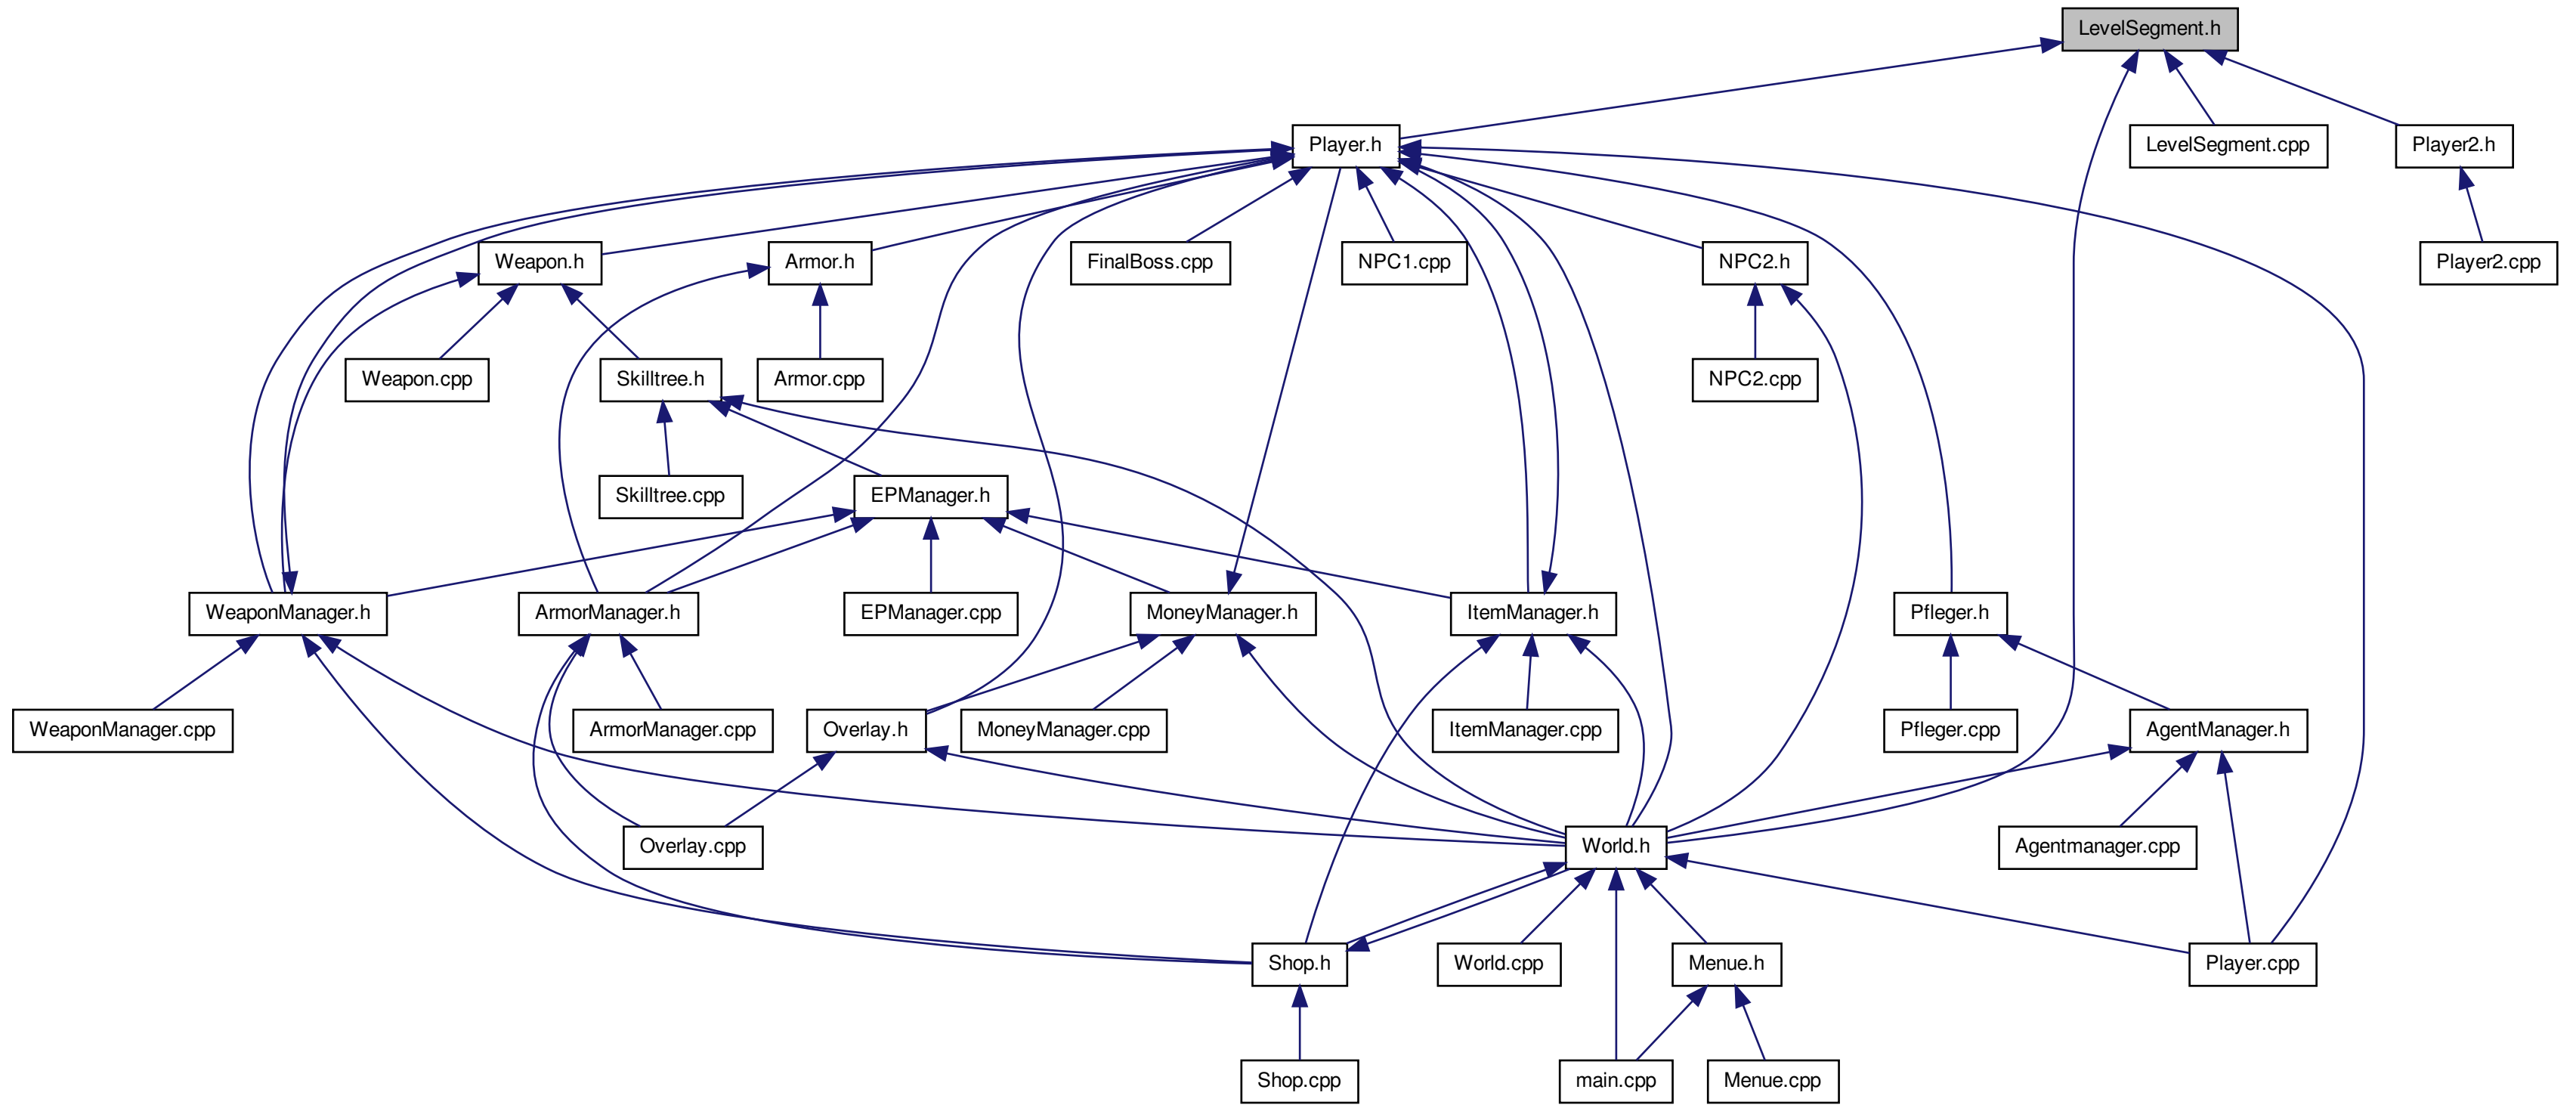 LevelSegment.h
Player.h
LevelSegment.cpp
Player2.h
Weapon.h
Armor.h
FinalBoss.cpp
NPC1.cpp
NPC2.h
Player2.cpp
Weapon.cpp
Skilltree.h
Armor.cpp
NPC2.cpp
Skilltree.cpp
EPManager.h
WeaponManager.h
ArmorManager.h
EPManager.cpp
MoneyManager.h
ItemManager.h
Pfleger.h
WeaponManager.cpp
ArmorManager.cpp
Overlay.h
MoneyManager.cpp
ItemManager.cpp
Pfleger.cpp
AgentManager.h
Overlay.cpp
World.h
Agentmanager.cpp
Shop.h
World.cpp
Menue.h
Player.cpp
Shop.cpp
main.cpp
Menue.cpp